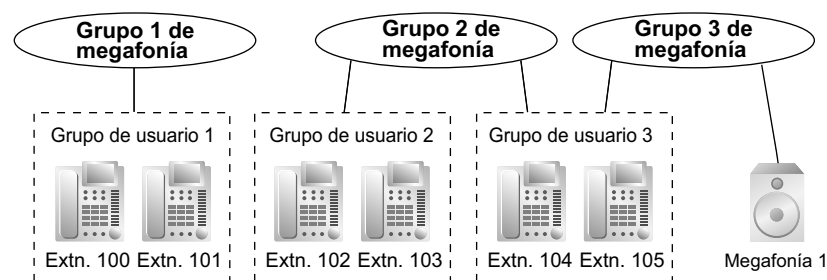 Grupo 1 de
megafonía
Grupo 2 de
megafonía
Grupo 3 de
megafonía
Grupo de usuario 1
Grupo de usuario 2
Grupo de usuario 3
Extn. 100 Extn. 101
Extn. 102 Extn. 103
Extn. 104 Extn. 105
Megafonía 1